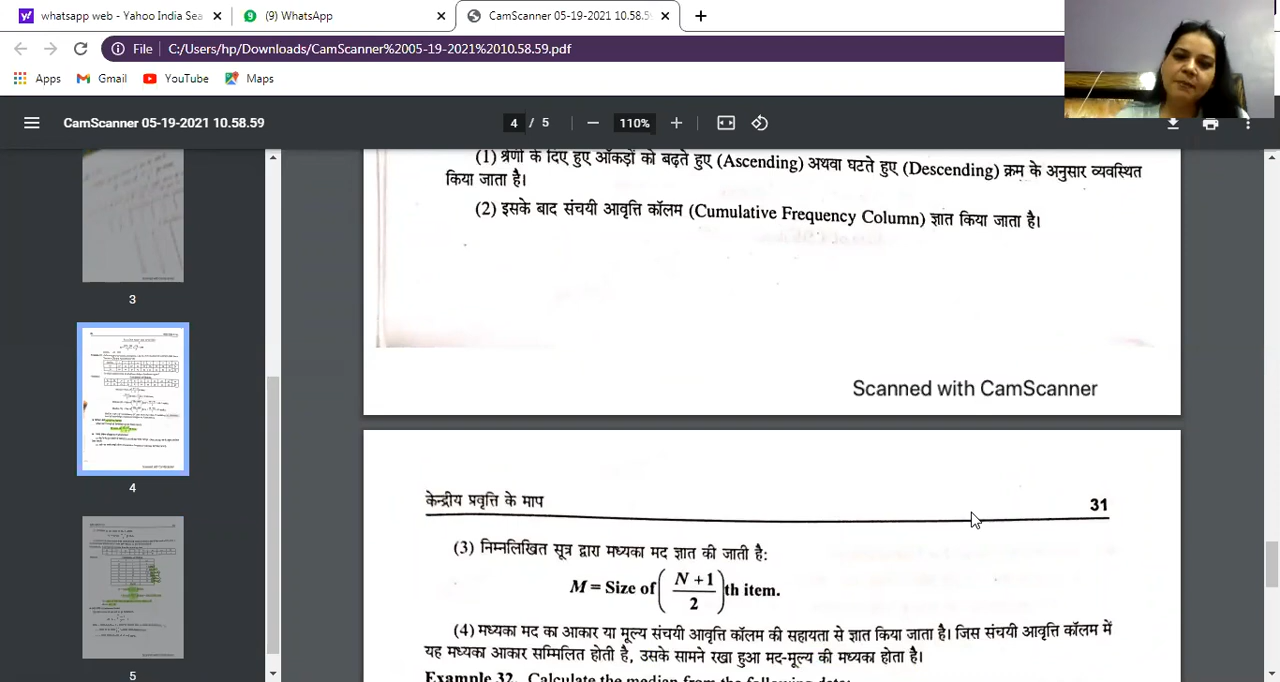 whatsapp web - Yahoo India Sea
(9) WhatsApp
CamScanner 05-19-2021 10.58.5
File
C:/Users/hp/Downloads/CamScanner%2005-19-2021%2010.58.59.pdf
Apps
Gmail
YouTube
Maps
CamScanner 05-19-2021 10.58.59
4 / 5
110%
3
4
5
(1) श्रेणी के दिए हुए आँकड़ों को बढ़ते हुए (Ascending) अथवा घटते हुए (Descending) क्रम के अनुसार व्यवस्थित
किया जाता है।
(2) इसके बाद संचयी आवृत्ति कॉलम (Cumulative Frequency Column) ज्ञात किया जाता है।
Scanned with CamScanner
केन्द्रीय प्रवृत्ति के माप
31
(3) निम्नलिखित सूत्र द्वारा मध्यका मद ज्ञात की जाती है:
M = Size of ( N + 1 / 2 ) th item.
(4) मध्यका मद का आकार या मूल्य संचयी आवृत्ति कॉलम की सहायता से ज्ञात किया जाता है। जिस संचयी आवृत्ति कॉलम में
यह मध्यका आकार सम्मिलित होती है, उसके सामने रखा हुआ मद-मूल्य की मध्यका होता है।
Example 32. Calculate the median from the following data: